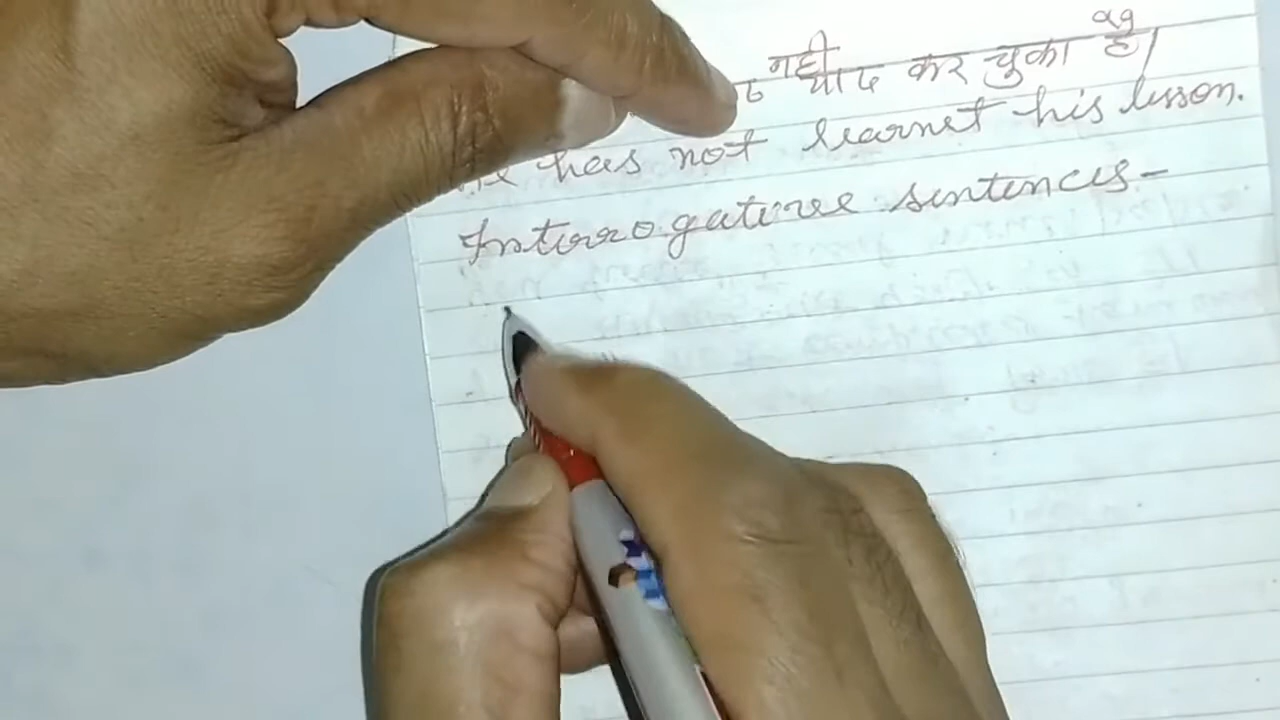 नही याद कर चुका है।
has not learnet his lesson.
Interrogative sentences-